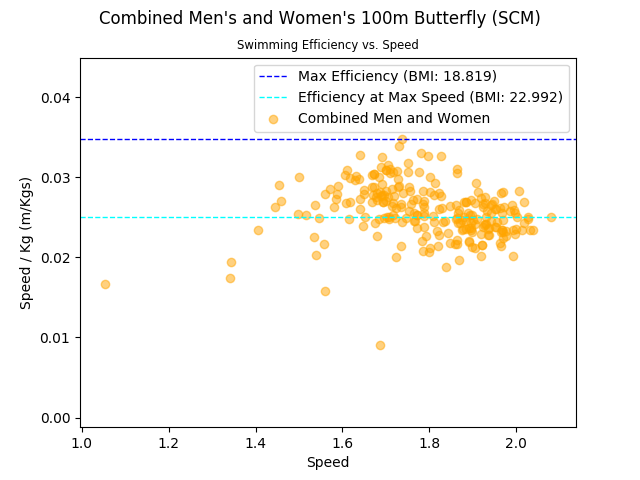 Combined Men's and Women's 100m Butterfly (SCM)
Swimming Efficiency vs. Speed
Max Efficiency (BMI: 18.819)
Efficiency at Max Speed (BMI: 22.992)
Combined Men and Women
Speed / Kg (m/Kgs)
0.04
0.03
0.02
0.01
0.00
1.0 1.2 1.4 1.6 1.8 2.0
Speed